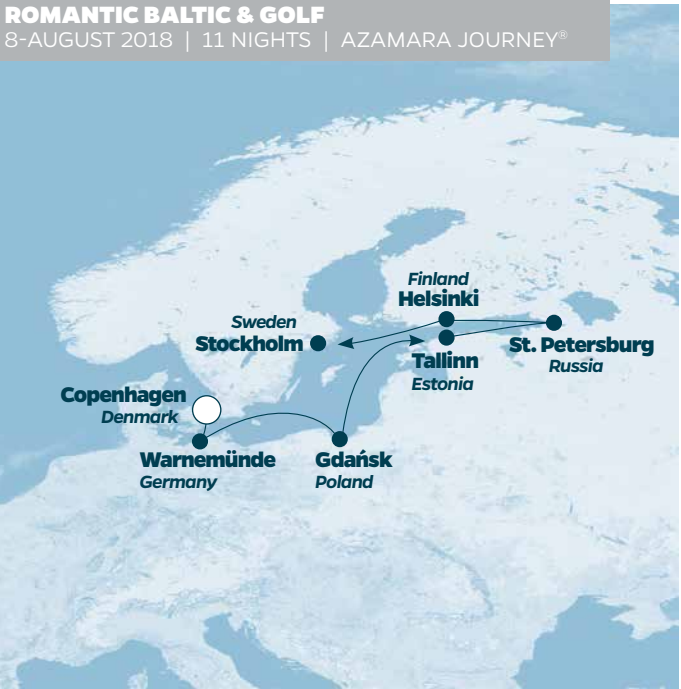 ROMANTIC BALTIC & GOLF
8-AUGUST 2018 | 11 NIGHTS | AZAMARA JOURNEY®
Finland
Helsinki
Sweden
Stockholm
St. Petersburg
Russia
Tallinn
Estonia
Copenhagen
Denmark
Warnemünde
Germany
Gdańsk
Poland